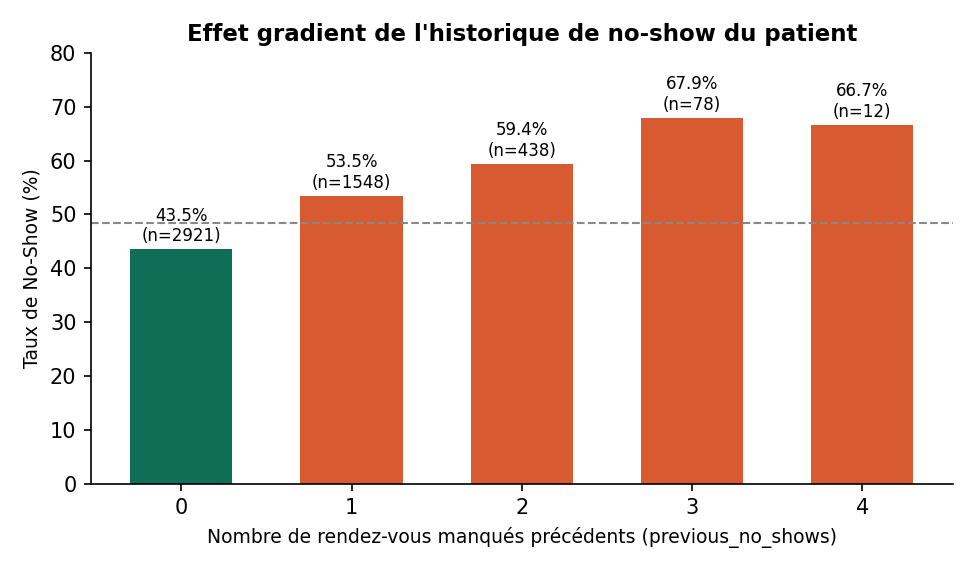 Effet gradient de l'historique de no-show du patient
Taux de No-Show (%)
80
70
60
50
40
30
20
10
0
43.5%
(n=2921)
53.5%
(n=1548)
59.4%
(n=438)
67.9%
(n=78)
66.7%
(n=12)
0 1 2 3 4
Nombre de rendez-vous manqués précédents (previous_no_shows)